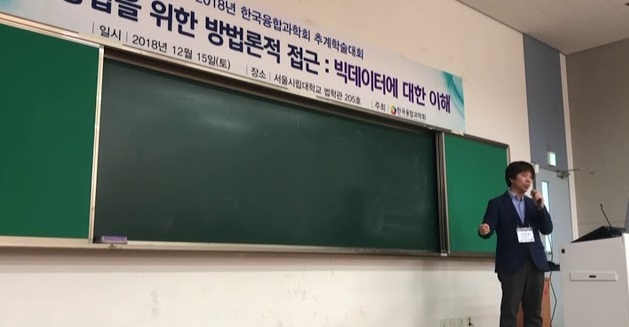 2018년 한국융합과학회 추계학술대회
위한 방법론적 접근 : 빅데이터에 대한 이해
일시 : 2018년 12월 15일(토) 장소 : 서울시립대학교 법학관 205호 주최 : 한국융합과학회